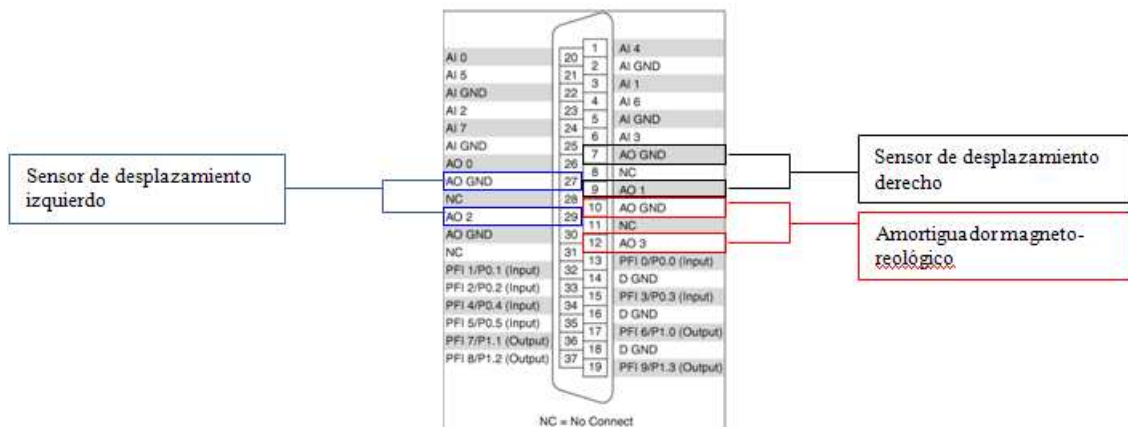 Sensor de desplazamiento
izquierdo
AI 0 20
AI 5 21
AI GND 22
AI 2 23
AI 7 24
AI GND 25
AO 0 26
AO GND 27
NC 28
AO 2 29
AO GND 30
NC 31
PFI 1/P0.1 (Input) 32
PFI 2/P0.2 (Input) 33
PFI 4/P0.4 (Input) 34
PFI 5/P0.5 (Input) 35
PFI 7/P1.1 (Output) 36
PFI 8/P1.2 (Output) 37
1 AI 4
2 AI GND
3 AI 1
4 AI 6
5 AI GND
6 AI 3
7 AO GND
8 NC
9 AO 1
10 AO GND
11 NC
12 AO 3
13 PFI 0/P0.0 (Input)
14 D GND
15 PFI 3/P0.3 (Input)
16 D GND
17 PFI 6/P1.0 (Output)
18 D GND
19 PFI 9/P1.3 (Output)
NC = No Connect
Sensor de desplazamiento
derecho
Amortiguador magneto-
reológico